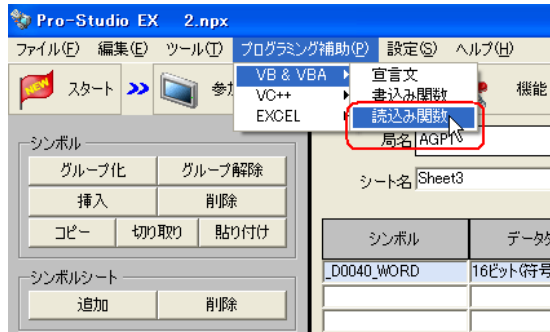 Pro-Studio EX 2.npx
ファイル(F) 編集(E) ツール(T) プログラミング補助(P) 設定(S) ヘルプ(H)
NEW スタート 機能
VB & VBA 宣言文
VC++ 書込み関数
EXCEL 読込み関数
シンボル 局名 AGP1
グループ化 グループ解除 シート名 Sheet3
挿入 削除
コピー 切り取り 貼り付け シンボル
_D0040_WORD 16ビット(符号
シンボルシート
追加 削除